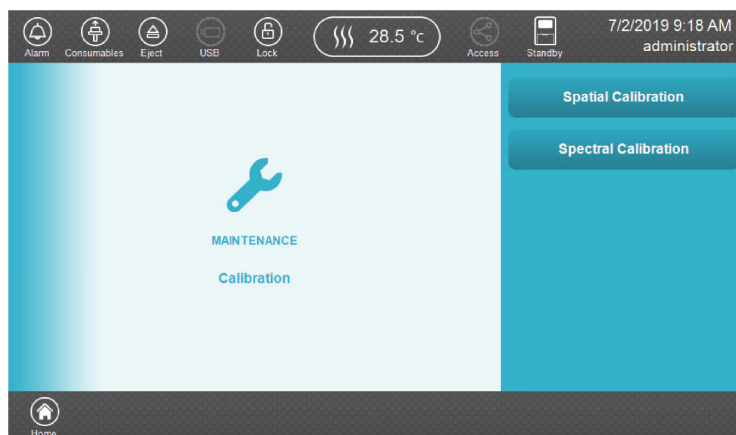 7/2/2019 9:18 AM
administrator
Alarm
Consumables
Eject
USB
Lock
28.5 °c
Access
Standby
Spatial Calibration
Spectral Calibration
MAINTENANCE
Calibration
Home